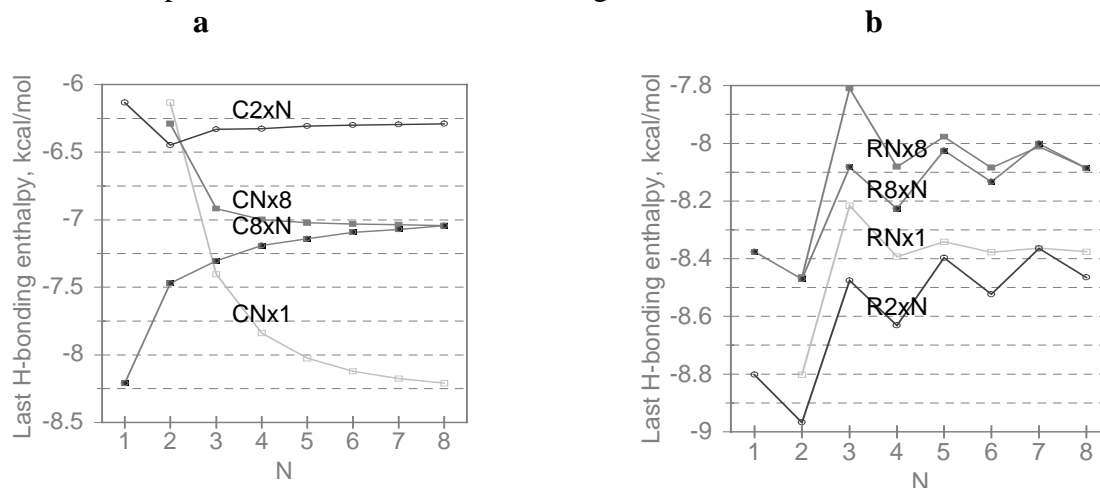 a
b
Last H-bonding enthalpy, kcal/mol
-6
-6.5
-7
-7.5
-8
-8.5
C2xN
CNx8
C8xN
CNx1
1 2 3 4 5 6 7 8
N
Last H-bonding enthalpy, kcal/mol
-7.8
-8
-8.2
-8.4
-8.6
-8.8
-9
RNx8
R8xN
RNx1
R2xN
1 2 3 4 5 6 7 8
N